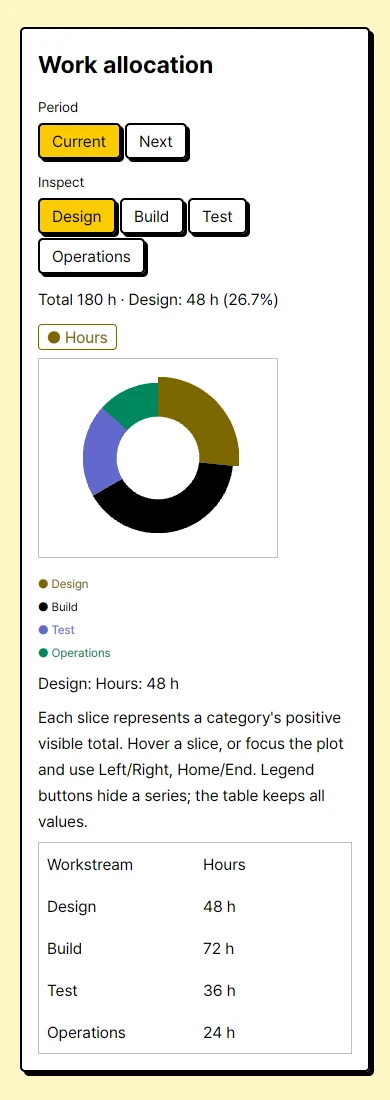 Work allocation
Period
Current Next
Inspect
Design Build Test
Operations
Total 180 h · Design: 48 h (26.7%)
Hours
Design
Build
Test
Operations
Design: Hours: 48 h
Each slice represents a category's positive
visible total. Hover a slice, or focus the plot
and use Left/Right, Home/End. Legend
buttons hide a series; the table keeps all
values.
Workstream Hours
Design 48 h
Build 72 h
Test 36 h
Operations 24 h